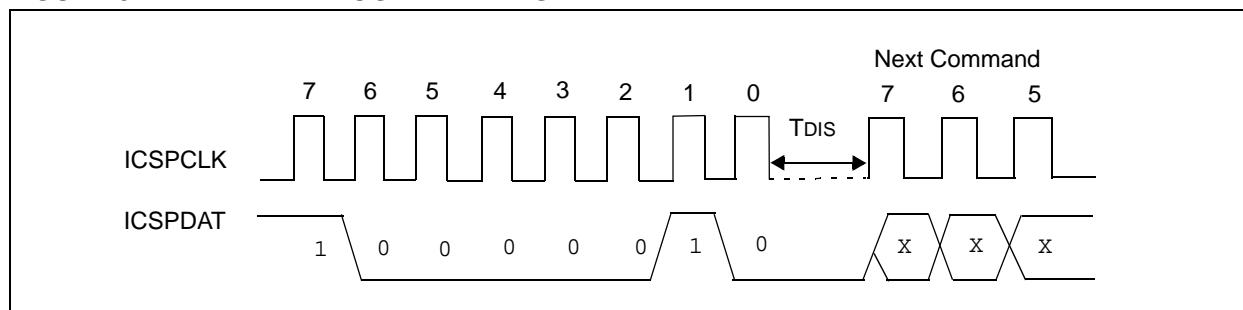 Next Command
7 6 5 4 3 2 1 0 7 6 5
TDIS
ICSPCLK
ICSPDAT
1 0 0 0 0 0 1 0 X X X